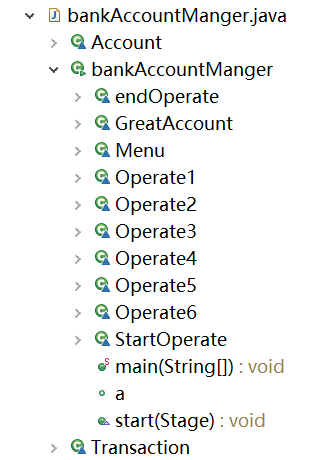 bankAccountManger.java
Account
bankAccountManger
endOperate
GreatAccount
Menu
Operate1
Operate2
Operate3
Operate4
Operate5
Operate6
StartOperate
main(String[]) : void
a
start(Stage) : void
Transaction